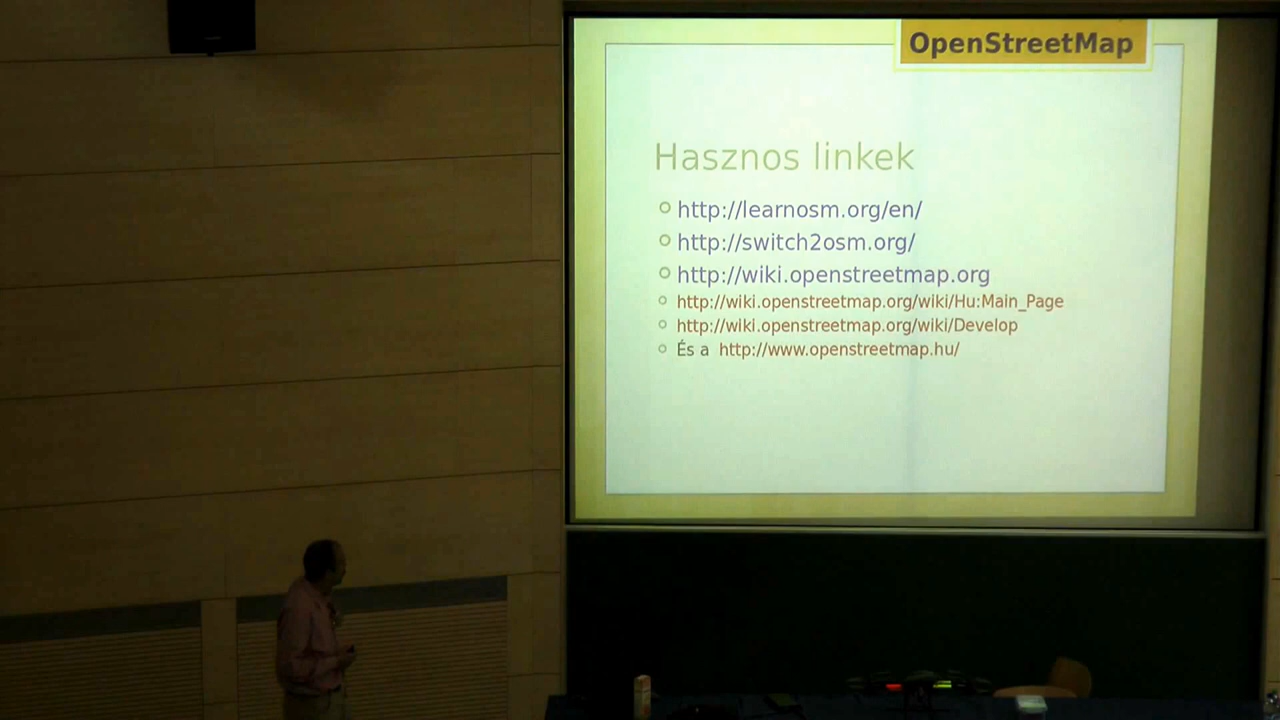 OpenStreetMap
Hasznos linkek
http://learnosm.org/en/
http://switch2osm.org/
http://wiki.openstreetmap.org
http://wiki.openstreetmap.org/wiki/Hu:Main_Page
http://wiki.openstreetmap.org/wiki/Develop
És a http://www.openstreetmap.hu/